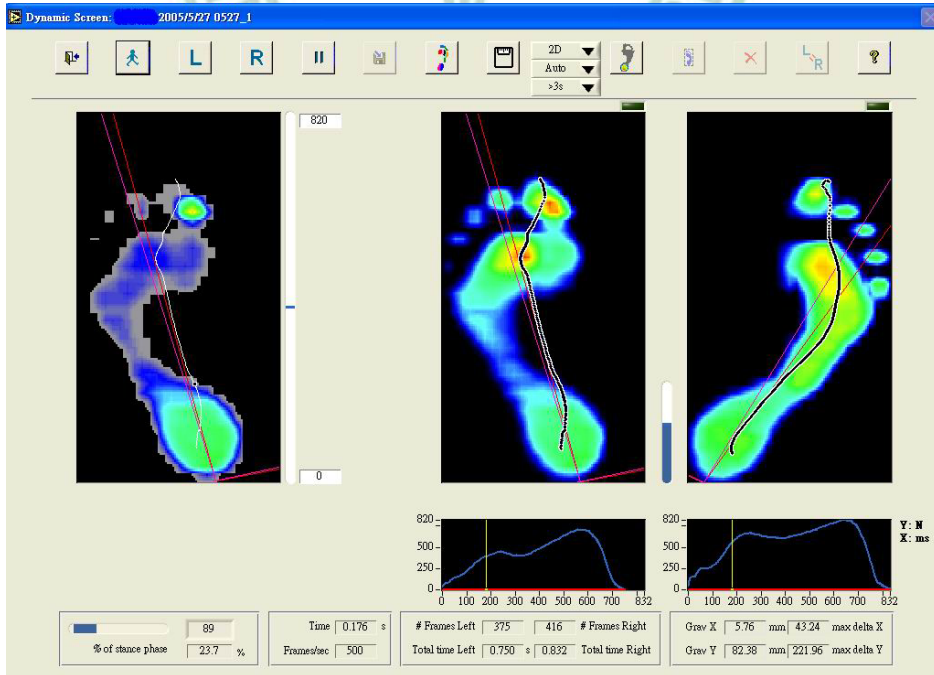 Dynamic Screen: 2005/5/27 0527_1
L R 2D ?
Auto
>3s
L R
820
0
820 820 Y: N
500 500 X: ms
200 200
0 0
0 100 200 300 400 500 600 700 832 0 100 200 300 400 500 600 700 832
89 Time 0.176 s # Frames Left 375 416 # Frames Right Grav X 5.76 mm 43.24 max delta X
% of stance phase 23.7 % Frames/sec 500 Total time Left 0.750 s 0.832 Total time Right Grav Y 82.38 mm 221.96 max delta Y